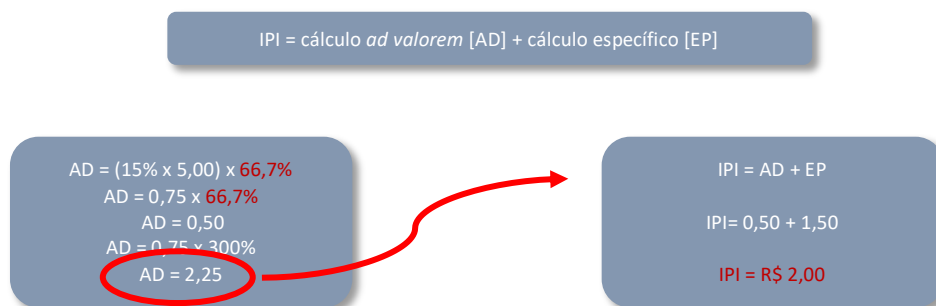 IPI = cálculo ad valorem [AD] + cálculo específico [EP]
AD = (15% x 5,00) x 66,7%
AD = 0,75 x 66,7%
AD = 0,50
AD = 0,75 x 300%
AD = 2,25
IPI = AD + EP
IPI= 0,50 + 1,50
IPI = R$ 2,00